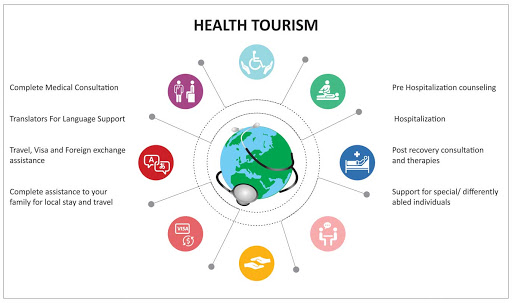 HEALTH TOURISM
Complete Medical Consultation
Translators For Language Support
Travel, Visa and Foreign exchange
assistance
Complete assistance to your
family for local stay and travel
Pre Hospitalization counseling
Hospitalization
Post recovery consultation
and therapies
Support for special/ differently
abled individuals
A
VISA
$